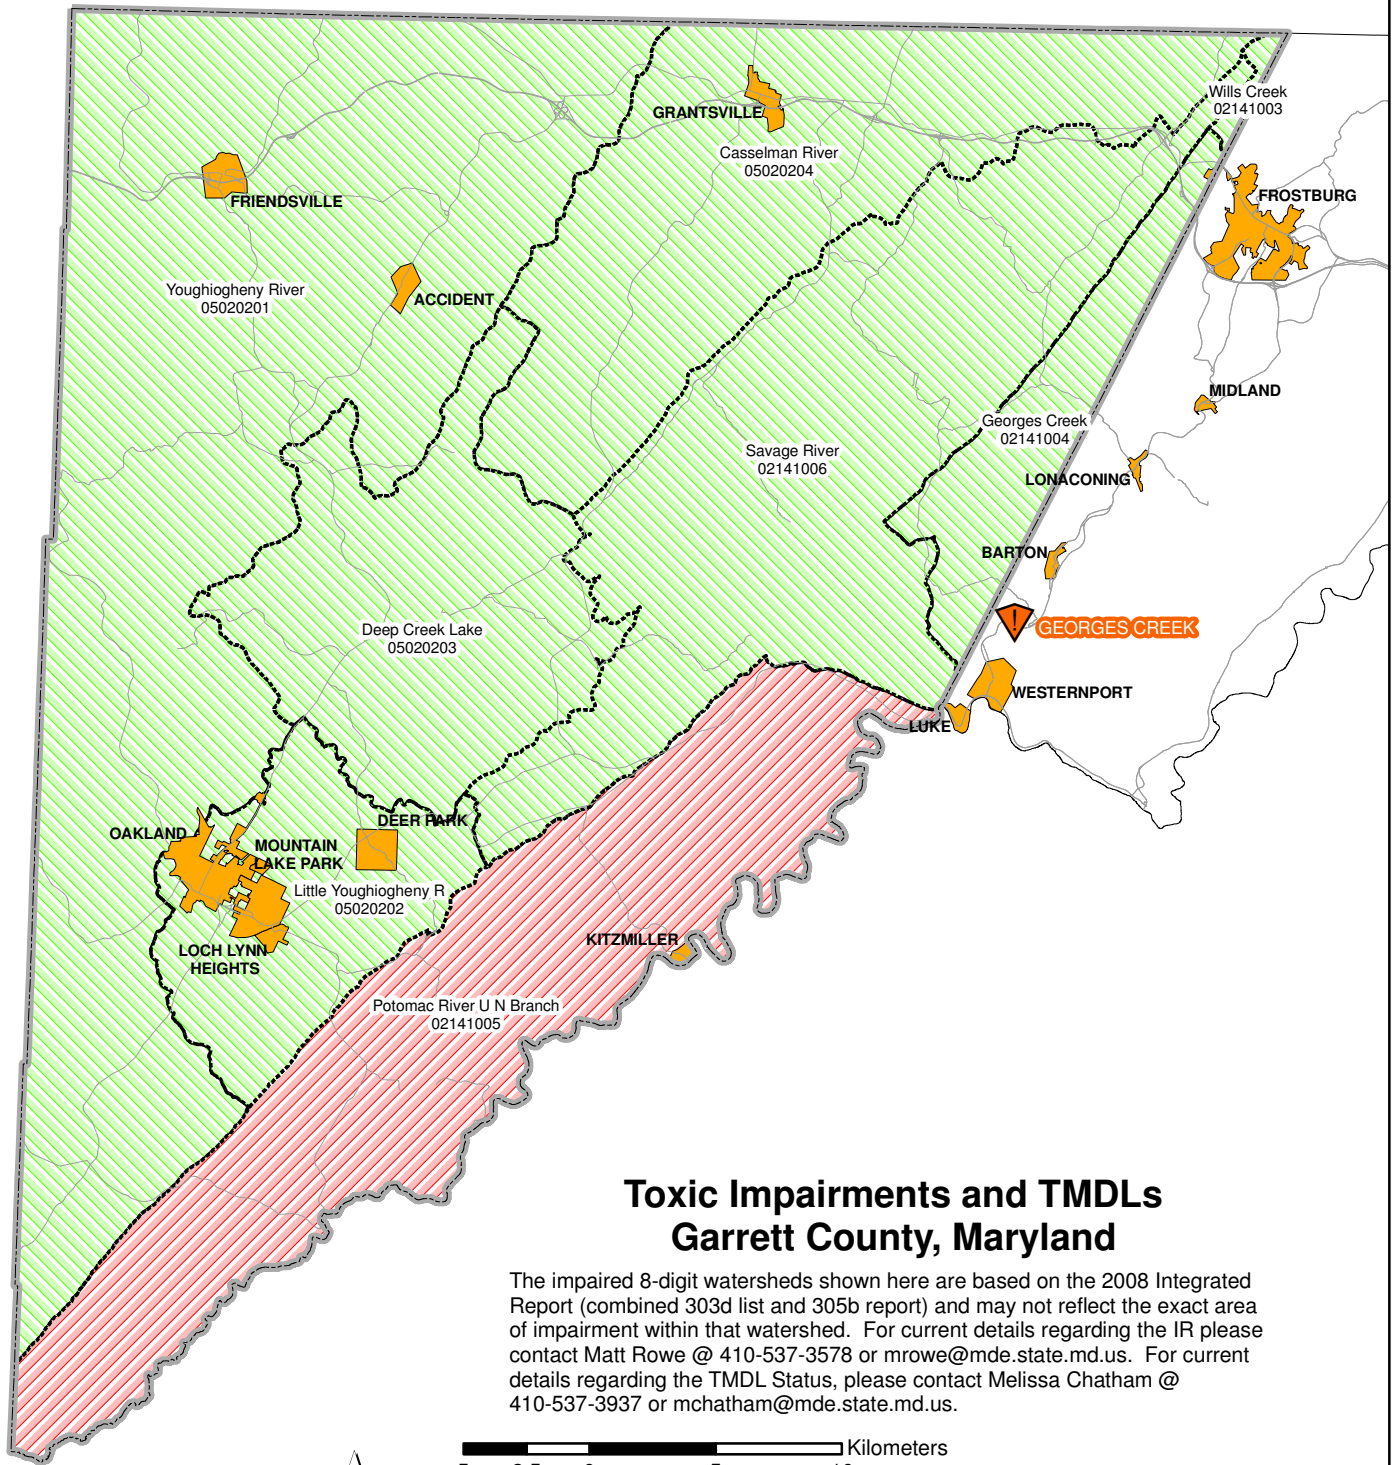 Wills Creek
02141003
GRANTSVILLE
Casselman River
05020204
FRIENDSVILLE
FROSTBURG
Youghiogheny River
05020201
ACCIDENT
MIDLAND
Georges Creek
02141004
Savage River
02141006
LONACONING
BARTON
Deep Creek Lake
05020203
GEORGES CREEK
WESTERNPORT
LUKE
DEER PARK
OAKLAND
MOUNTAIN
LAKE PARK
Little Youghiogheny R
05020202
KITZMILLER
LOCH LYNN
HEIGHTS
Potomac River U N Branch
02141005
Toxic Impairments and TMDLs
Garrett County, Maryland
The impaired 8-digit watersheds shown here are based on the 2008 Integrated
Report (combined 303d list and 305b report) and may not reflect the exact area
of impairment within that watershed. For current details regarding the IR please
contact Matt Rowe @ 410-537-3578 or mrowe@mde.state.md.us. For current
details regarding the TMDL Status, please contact Melissa Chatham @
410-537-3937 or mchatham@mde.state.md.us.
Kilometers